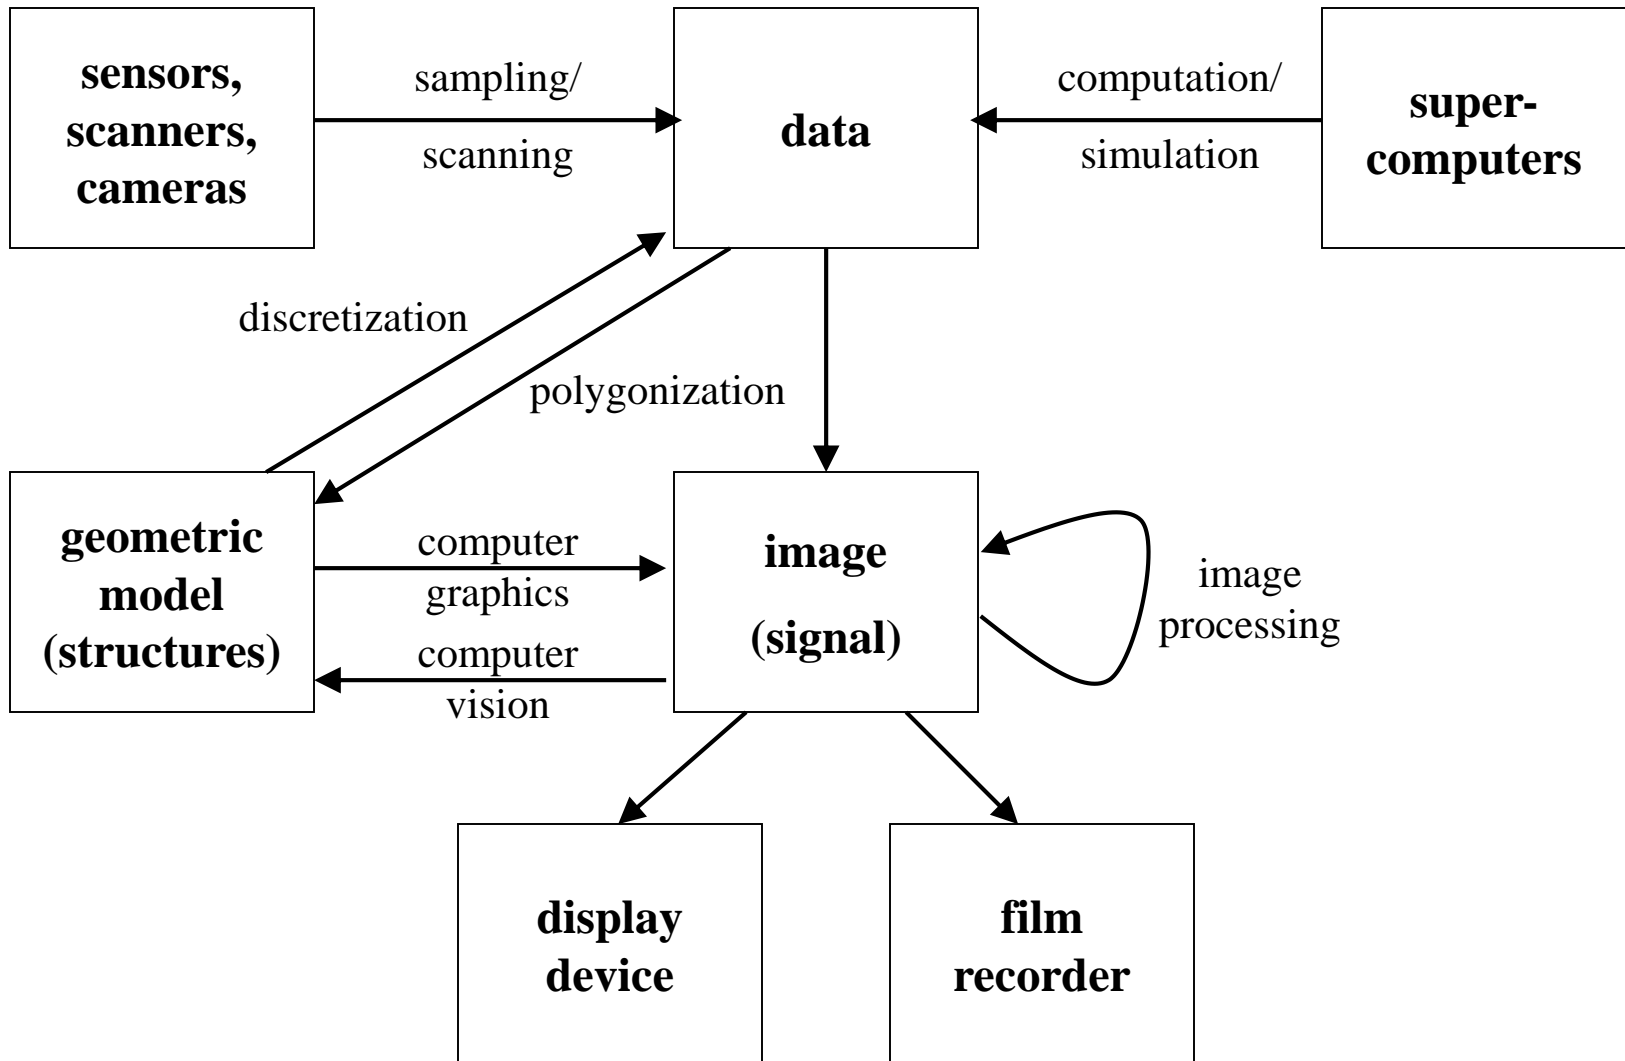 sensors,
scanners,
cameras
sampling/
scanning
data
computation/
simulation
super-
computers
discretization
polygonization
geometric
model
(structures)
computer
graphics
computer
vision
image
(signal)
image
processing
display
device
film
recorder